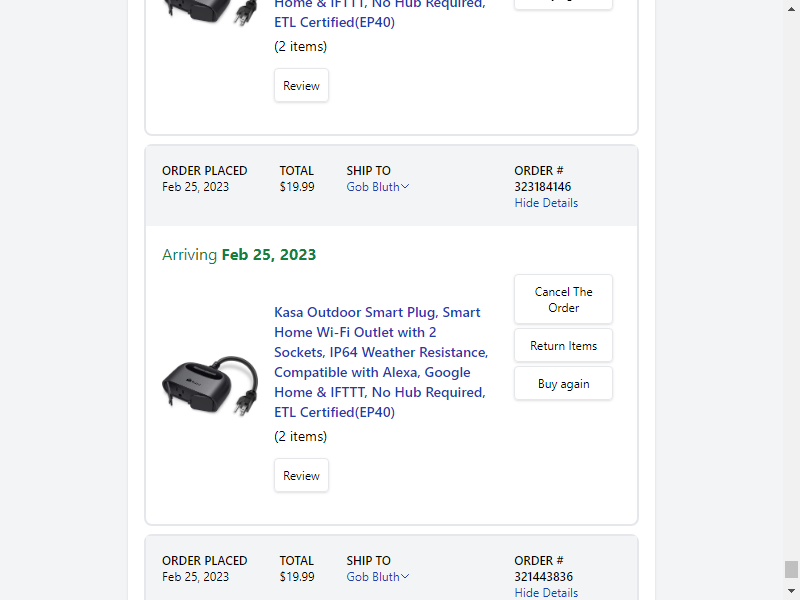 Home & IFTTT, No Hub Required,
ETL Certified(EP40)
(2 items)
Review
ORDER PLACED
Feb 25, 2023
TOTAL
$19.99
SHIP TO
Gob Bluth
ORDER #
323184146
Hide Details
Arriving Feb 25, 2023
Kasa Outdoor Smart Plug, Smart
Home Wi-Fi Outlet with 2
Sockets, IP64 Weather Resistance,
Compatible with Alexa, Google
Home & IFTTT, No Hub Required,
ETL Certified(EP40)
(2 items)
Review
Cancel The
Order
Return Items
Buy again
ORDER PLACED
Feb 25, 2023
TOTAL
$19.99
SHIP TO
Gob Bluth
ORDER #
321443836
Hide Details